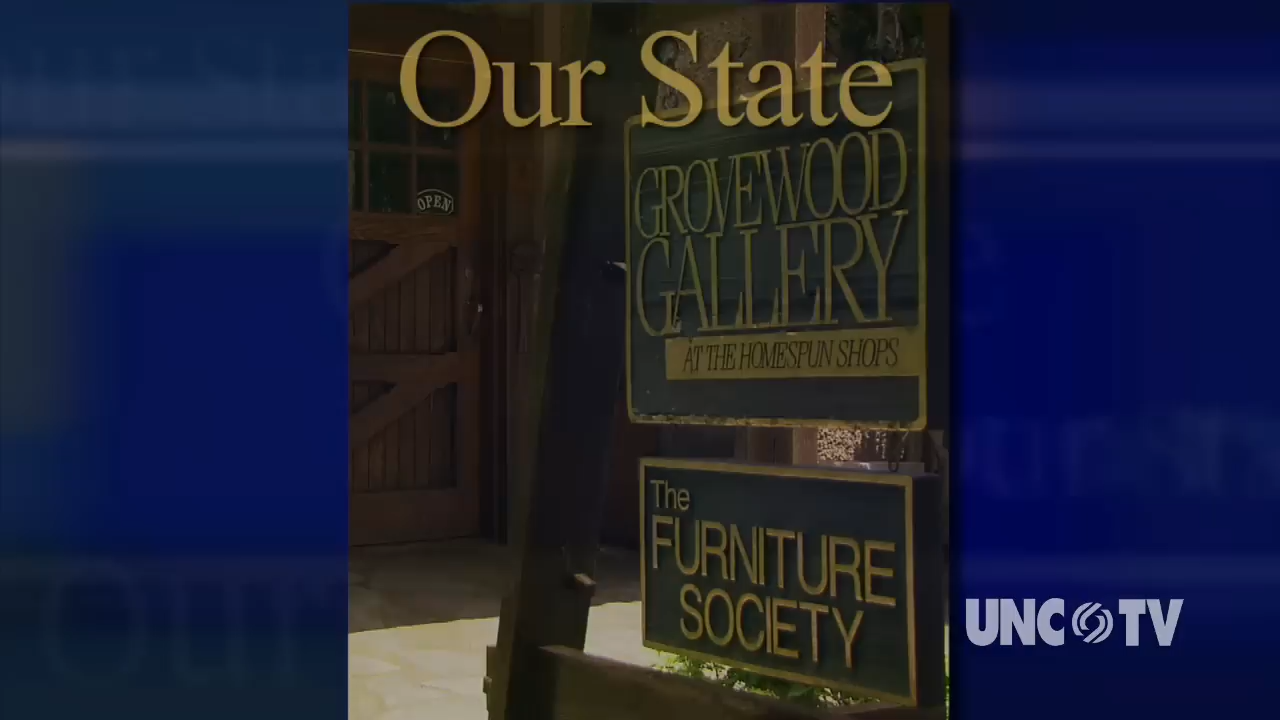 Our State
OPEN
GROVEWOOD
GALLERY
AT THE HOMESPUN SHOPS
The
FURNITURE
SOCIETY
UNC TV